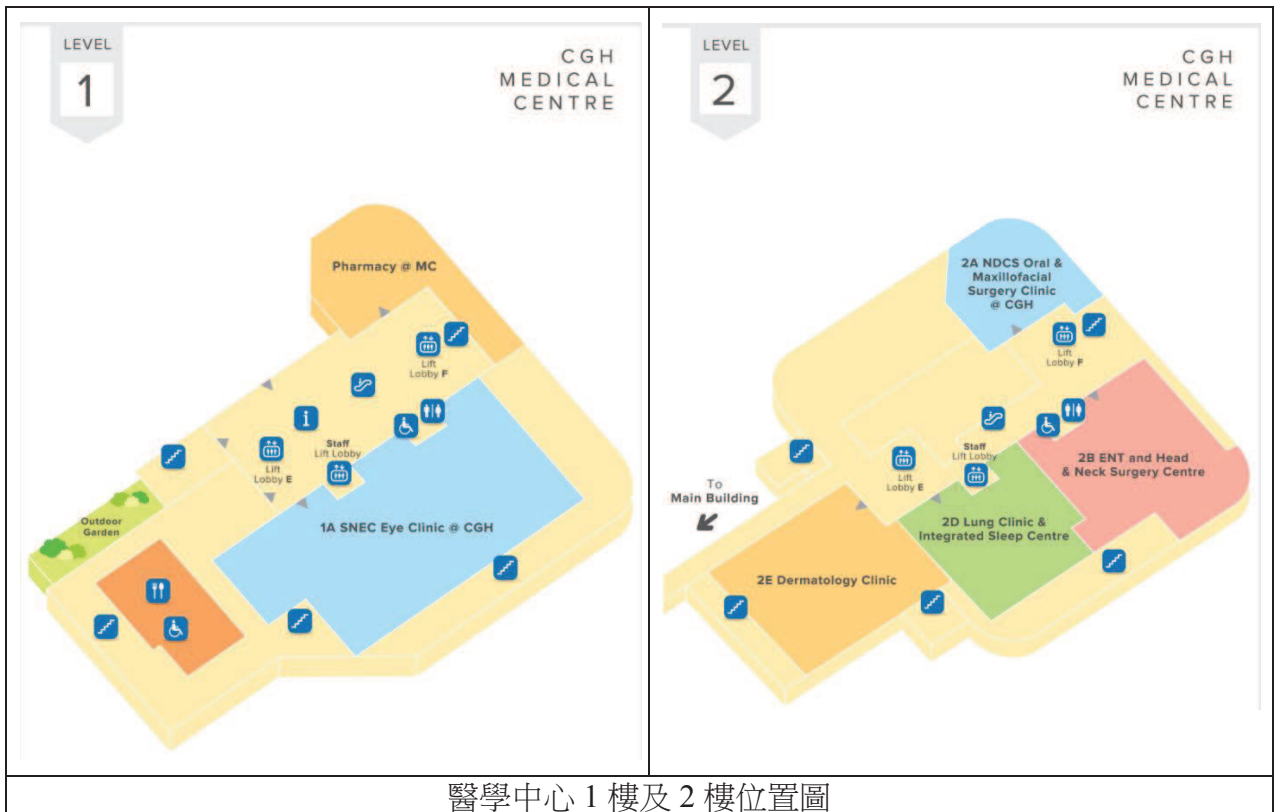 LEVEL
1
CGH
MEDICAL
CENTRE
Pharmacy @ MC
Lift
Lobby F
i
Staff
Lift Lobby
Lift
Lobby E
Outdoor
Garden
1A SNEC Eye Clinic @ CGH
LEVEL
2
CGH
MEDICAL
CENTRE
2A NDCS Oral &
Maxillofacial
Surgery Clinic
@ CGH
Lift
Lobby F
Staff
Lift Lobby
Lift
Lobby E
2B ENT and Head
& Neck Surgery Centre
To
Main Building
2D Lung Clinic &
Integrated Sleep Centre
2E Dermatology Clinic
醫學中心 1 樓及 2 樓位置圖